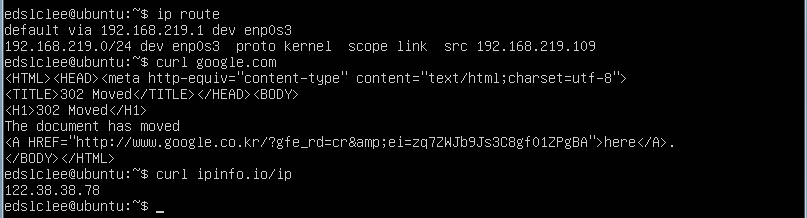 edslclee@ubuntu:~$ ip route
default via 192.168.219.1 dev enp0s3
192.168.219.0/24 dev enp0s3  proto kernel  scope link  src 192.168.219.109
edslclee@ubuntu:~$ curl google.com
<HTML><HEAD><meta http-equiv="content-type" content="text/html;charset=utf-8">
<TITLE>302 Moved</TITLE></HEAD><BODY>
<H1>302 Moved</H1>
The document has moved
<A HREF="http://www.google.co.kr/?gfe_rd=cr&amp;ei=zq7ZWJb9Js3C8gf01ZPgBA">here</A>.
</BODY></HTML>
edslclee@ubuntu:~$ curl ipinfo.io/ip
122.38.38.78
edslclee@ubuntu:~$ _